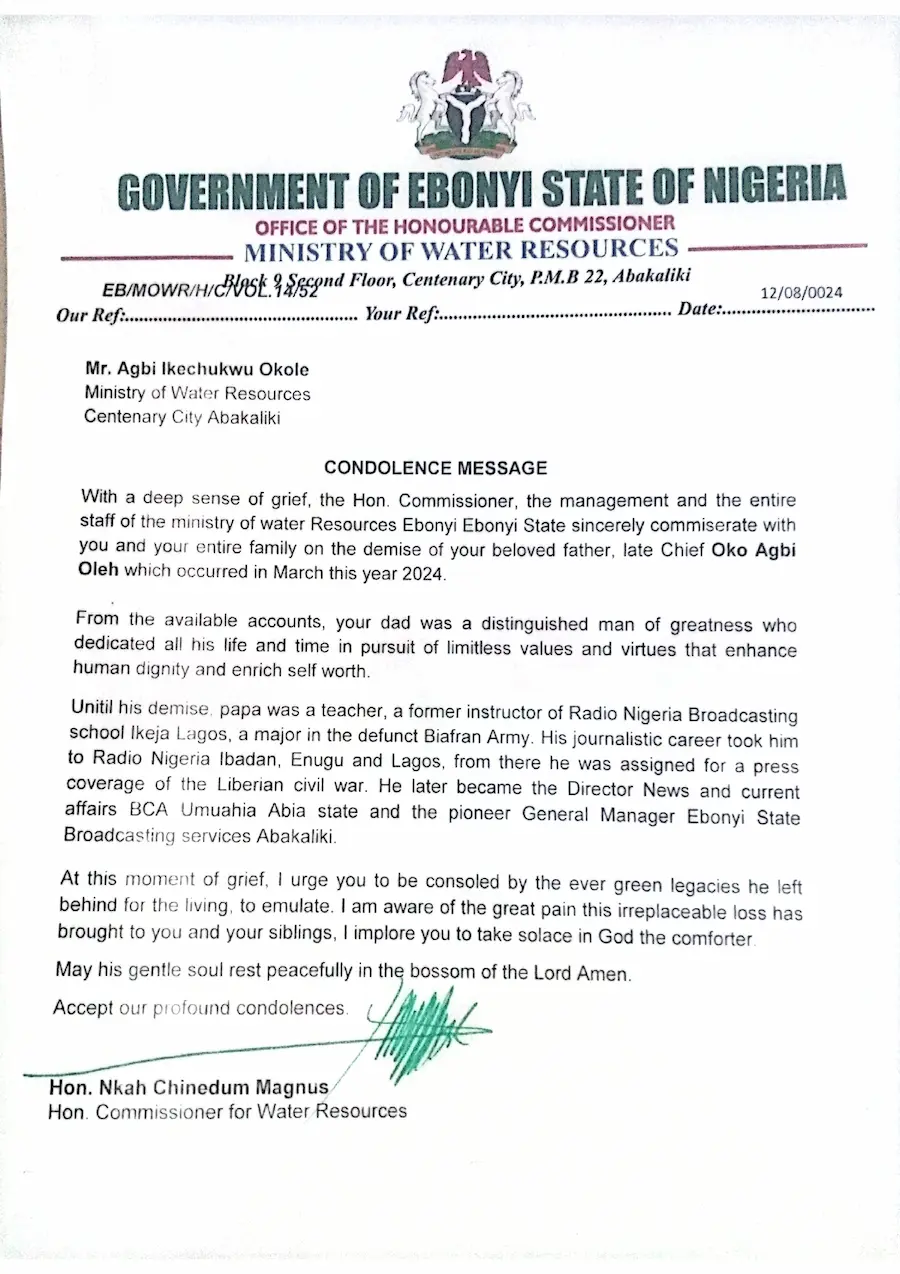 GOVERNMENT OF EBONYI STATE OF NIGERIA
OFFICE OF THE HONOURABLE COMMISSIONER
MINISTRY OF WATER RESOURCES
Block 9 Second Floor, Centenary City, P.M.B 22, Abakaliki
EB/MOWR/H/C/VOL.14/52
12/08/0024
Our Ref:................................................. Your Ref:................................................. Date:................................
Mr. Agbi Ikechukwu Okole
Ministry of Water Resources
Centenary City Abakaliki
CONDOLENCE MESSAGE
With a deep sense of grief, the Hon. Commissioner, the management and the entire
staff of the ministry of water Resources Ebonyi Ebonyi State sincerely commiserate with
you and your entire family on the demise of your beloved father, late Chief Oko Agbi
Oleh which occurred in March this year 2024.
From the available accounts, your dad was a distinguished man of greatness who
dedicated all his life and time in pursuit of limitless values and virtues that enhance
human dignity and enrich self worth.
Unitil his demise, papa was a teacher, a former instructor of Radio Nigeria Broadcasting
school Ikeja Lagos, a major in the defunct Biafran Army. His journalistic career took him
to Radio Nigeria Ibadan, Enugu and Lagos, from there he was assigned for a press
coverage of the Liberian civil war. He later became the Director News and current
affairs BCA Umuahia Abia state and the pioneer General Manager Ebonyi State
Broadcasting services Abakaliki.
At this moment of grief, I urge you to be consoled by the ever green legacies he left
behind for the living, to emulate. I am aware of the great pain this irreplaceable loss has
brought to you and your siblings, I implore you to take solace in God the comforter.
May his gentle soul rest peacefully in the bossom of the Lord Amen.
Accept our profound condolences.
Hon. Nkah Chinedum Magnus
Hon. Commissioner for Water Resources